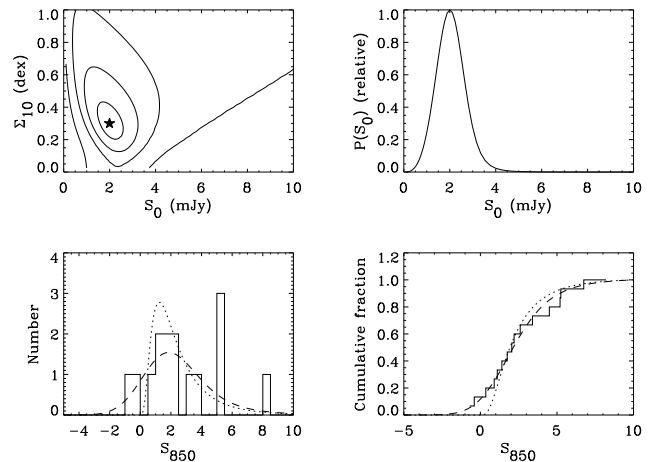 1.0
0.8
0.6
0.4
0.2
0.0
Σ10 (dex)
0 2 4 6 8 10
S0 (mJy)
1.0
0.8
0.6
0.4
0.2
0.0
P(S0) (relative)
0 2 4 6 8 10
S0 (mJy)
4
3
2
1
0
Number
-4 -2 0 2 4 6 8 10
S850
1.2
1.0
0.8
0.6
0.4
0.2
0.0
Cumulative fraction
-5 0 5 10
S850